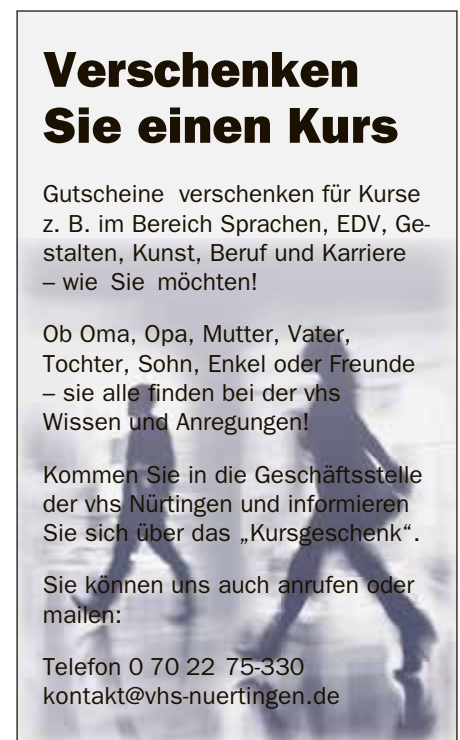 Verschenken
Sie einen Kurs
Gutscheine verschenken für Kurse
z. B. im Bereich Sprachen, EDV, Ge-
stalten, Kunst, Beruf und Karriere
– wie Sie möchten!
Ob Oma, Opa, Mutter, Vater,
Tochter, Sohn, Enkel oder Freunde
– sie alle finden bei der vhs
Wissen und Anregungen!
Kommen Sie in die Geschäftsstelle
der vhs Nürtingen und informieren
Sie sich über das „Kursgeschenk“.
Sie können uns auch anrufen oder
mailen:
Telefon 0 70 22 75-330
kontakt@vhs-nuertingen.de